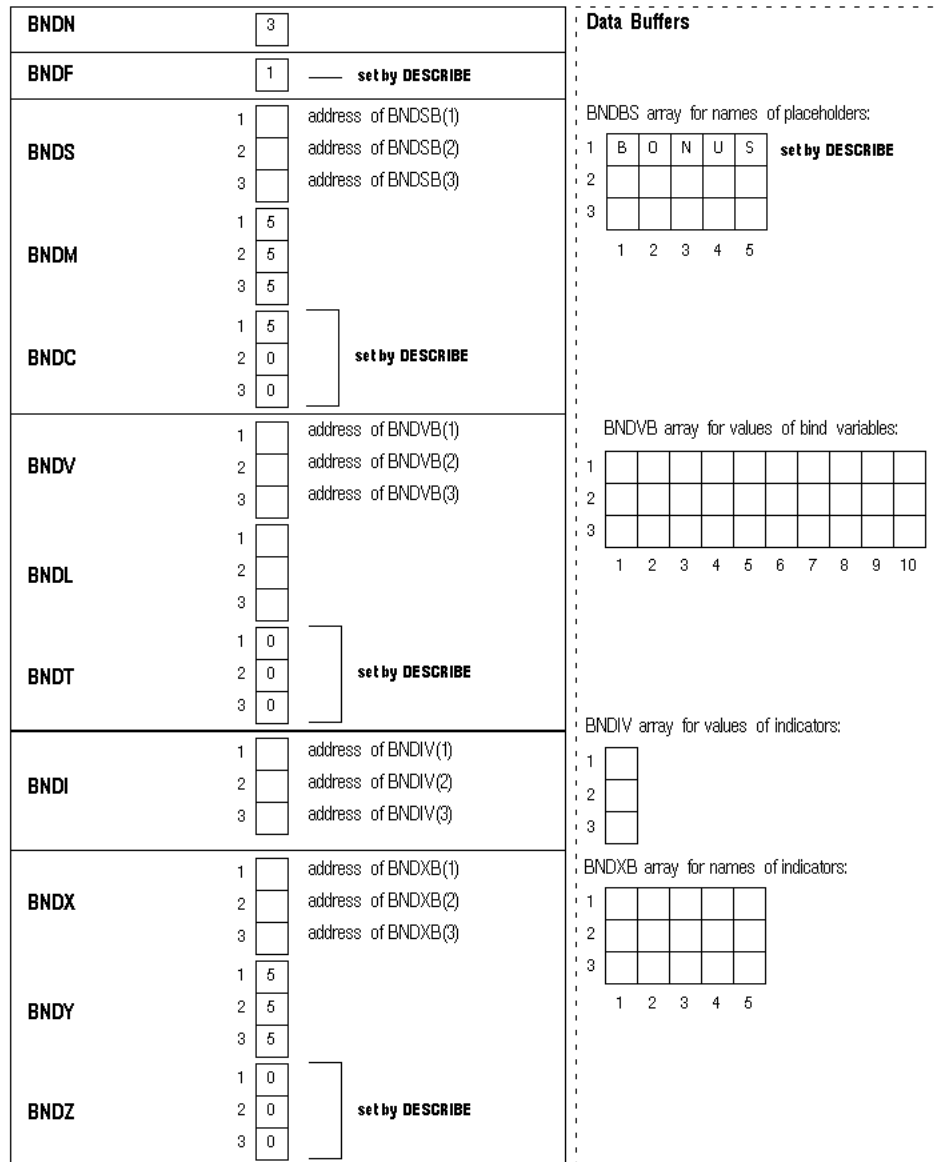 BNDN 3
BNDF 1 set by DESCRIBE
BNDS
1 address of BNDSB(1)
2 address of BNDSB(2)
3 address of BNDSB(3)
BNDM
1 5
2 5
3 5
BNDC
1 5
2 0
3 0
set by DESCRIBE
BNDV
1 address of BNDVB(1)
2 address of BNDVB(2)
3 address of BNDVB(3)
BNDL
1
2
3
BNDT
1 0
2 0
3 0
set by DESCRIBE
BNDI
1 address of BNDIV(1)
2 address of BNDIV(2)
3 address of BNDIV(3)
BNDX
1 address of BNDXB(1)
2 address of BNDXB(2)
3 address of BNDXB(3)
BNDY
1 5
2 5
3 5
BNDZ
1 0
2 0
3 0
set by DESCRIBE
Data Buffers
BNDBS array for names of placeholders:
1 B O N U S set by DESCRIBE
2
3
1 2 3 4 5
BNDVB array for values of bind variables:
1
2
3
1 2 3 4 5 6 7 8 9 10
BNDIV array for values of indicators:
1
2
3
BNDXB array for names of indicators:
1
2
3
1 2 3 4 5